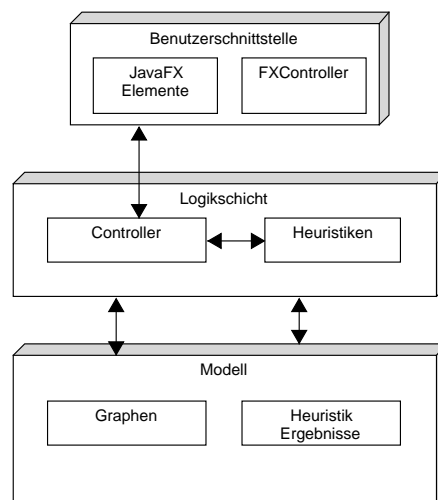 Benutzerschnittstelle
JavaFX
Elemente
FXController
Logikschicht
Controller
Heuristiken
Modell
Graphen
Heuristik
Ergebnisse